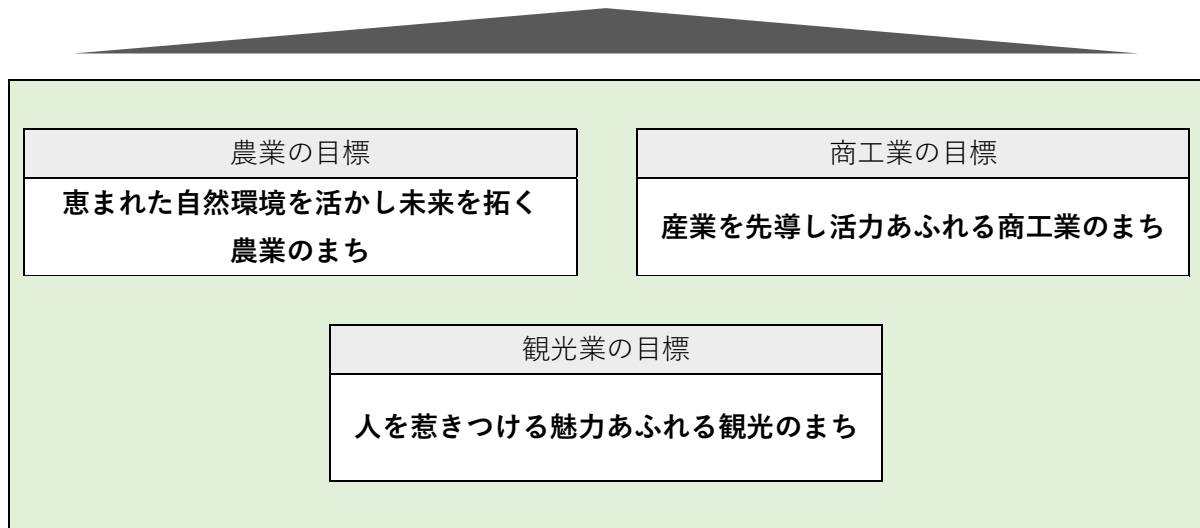 農業の目標
恵まれた自然環境を活かし未来を拓く
農業のまち
商工業の目標
産業を先導し活力あふれる商工業のまち
観光業の目標
人を惹きつける魅力あふれる観光のまち